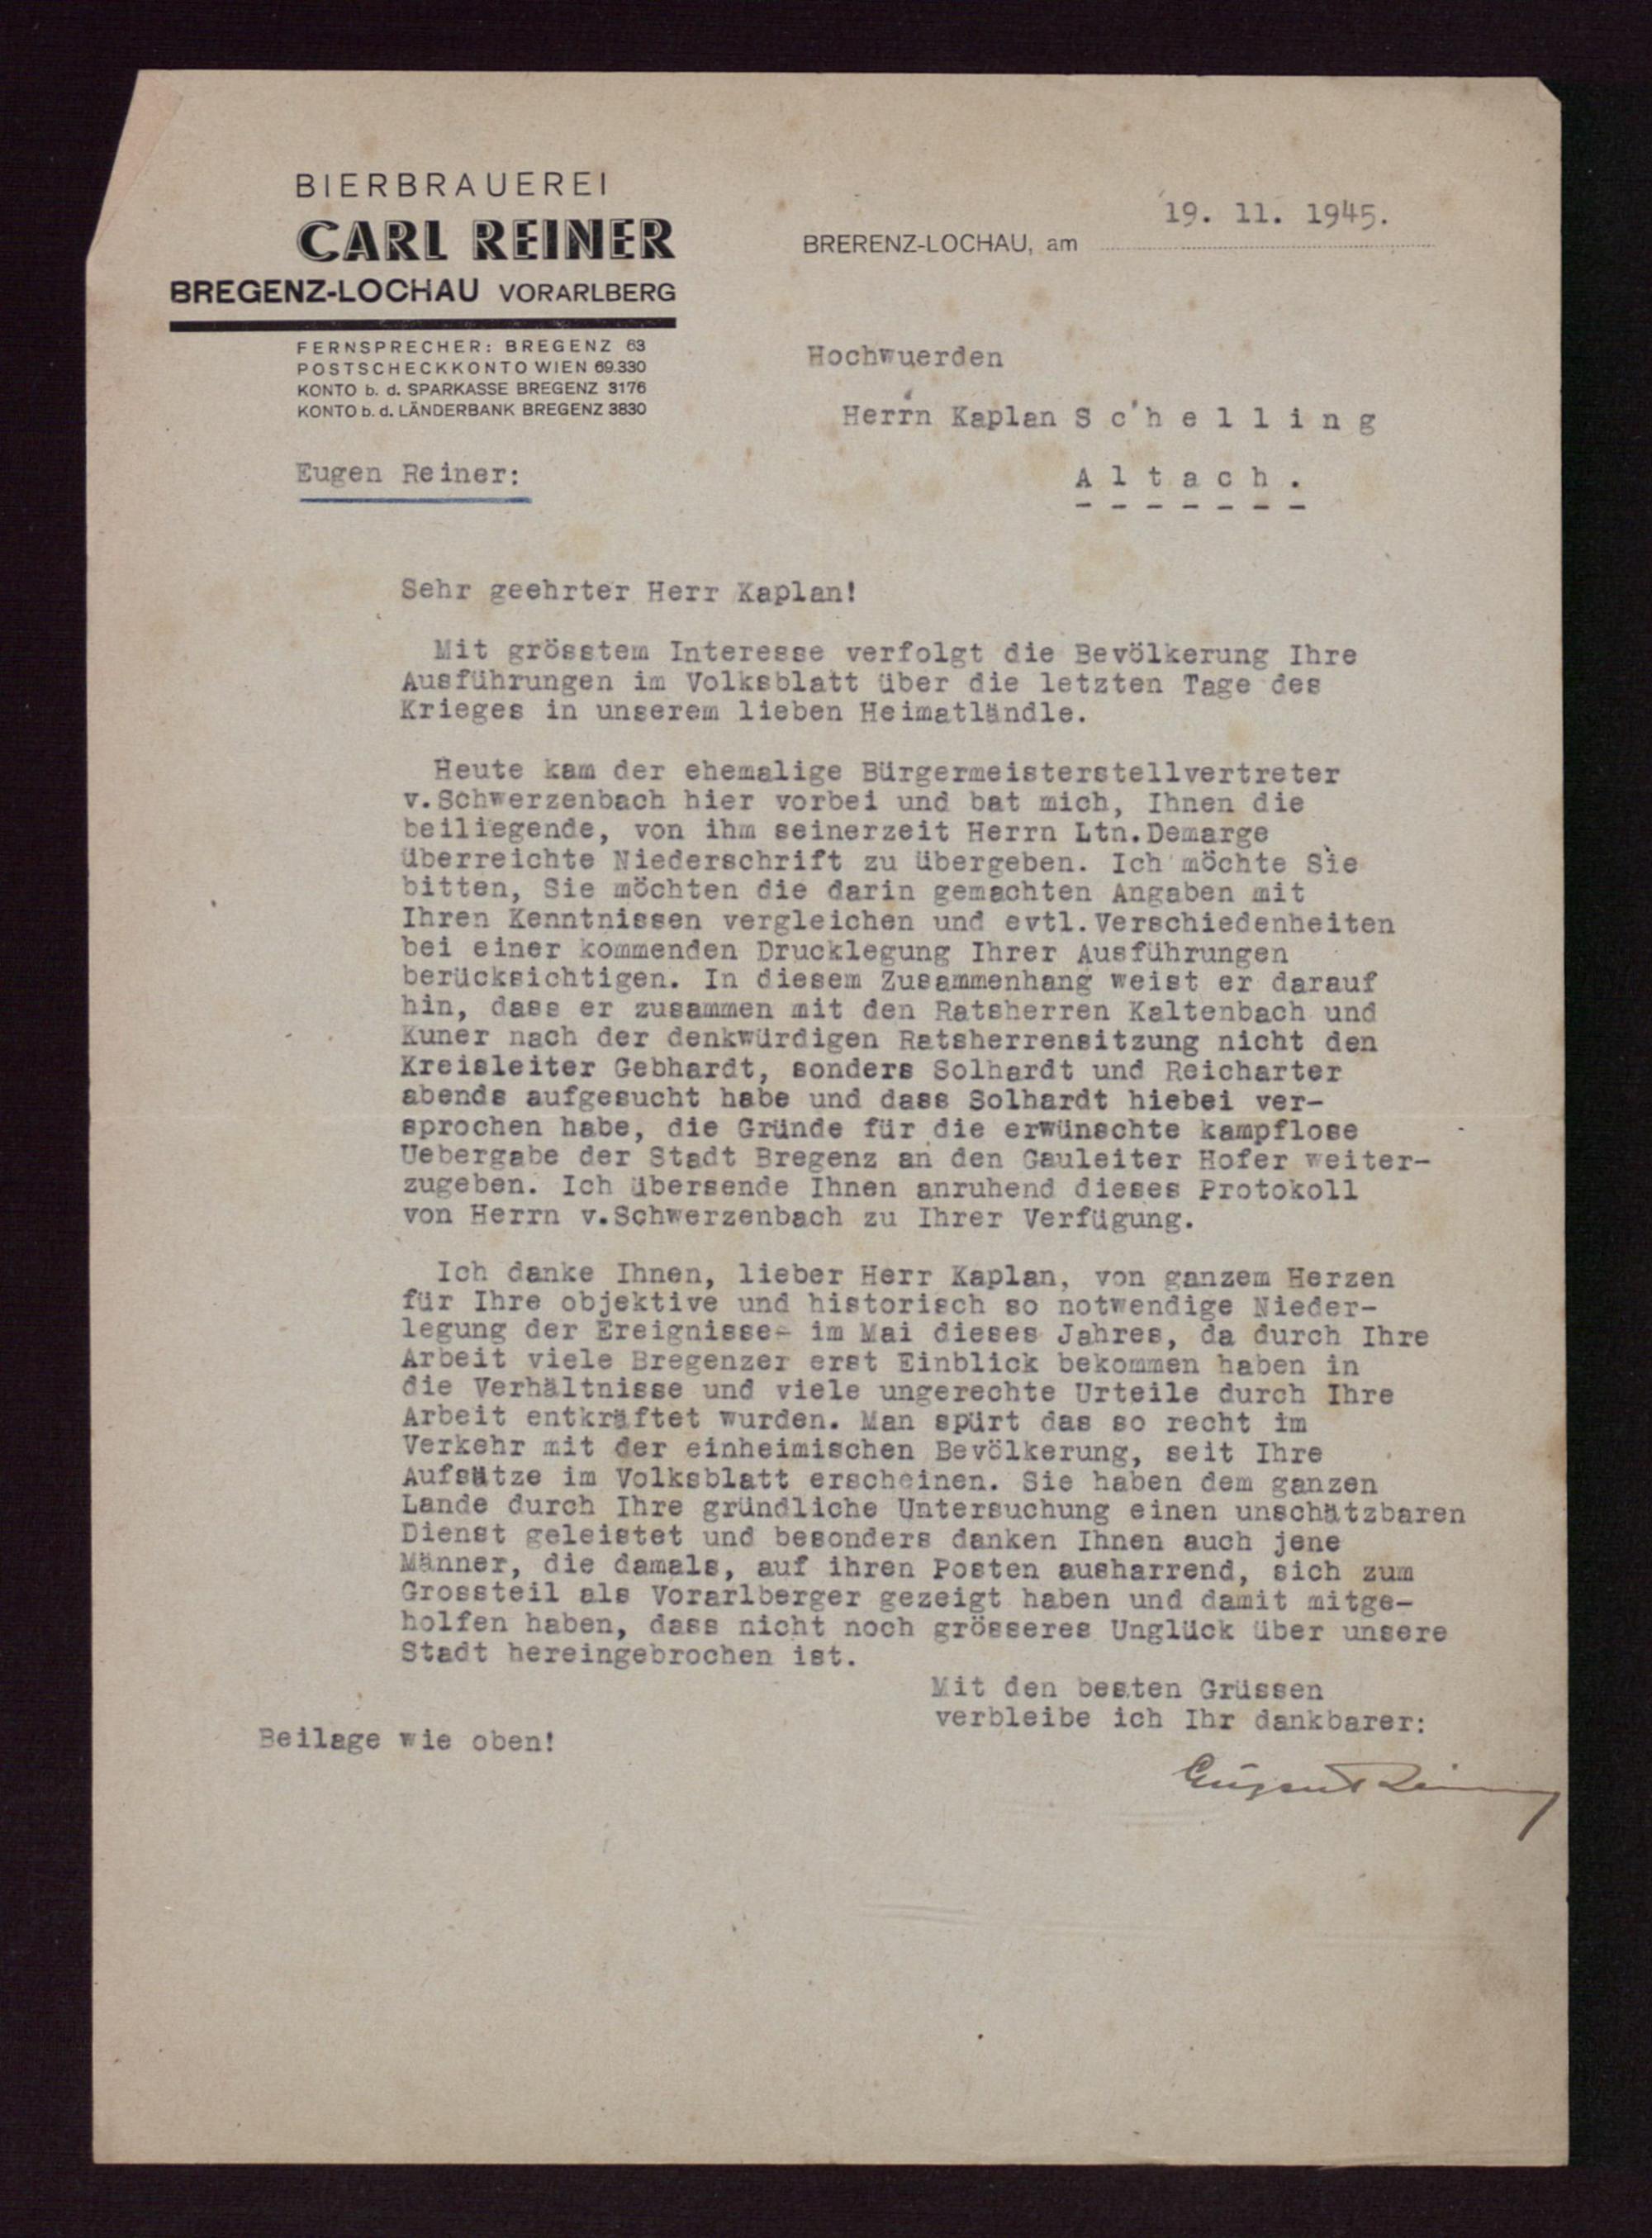 BIERBRAUEREI
CARL REINER
BREGENZ-LOCHAU VORARLBERG
FERNSPRECHER: BREGENZ 63
POSTSCHECKKONTO WIEN 69.330
KONTO b. d. SPARKASSE BREGENZ 3176
KONTO b. d. LÄNDERBANK BREGENZ 3830
Eugen Reiner:
19. 11. 1945.
BRERENZ-LOCHAU, am
Hochwuerden
Herrn Kaplan S c h e l l i n g
A l t a c h .
- - - - - - -
Sehr geehrter Herr Kaplan!
Mit grösstem Interesse verfolgt die Bevölkerung Ihre
Ausführungen im Volksblatt über die letzten Tage des
Krieges in unserem lieben Heimatländle.
Heute kam der ehemalige Bürgermeisterstellvertreter
v.Schwerzenbach hier vorbei und bat mich, Ihnen die
beiliegende, von ihm seinerzeit Herrn Ltn.Demarge
überreichte Niederschrift zu übergeben. Ich möchte Sie
bitten, Sie möchten die darin gemachten Angaben mit
Ihren Kenntnissen vergleichen und evtl.Verschiedenheiten
bei einer kommenden Drucklegung Ihrer Ausführungen
berücksichtigen. In diesem Zusammenhang weist er darauf
hin, dass er zusammen mit den Ratsherren Kaltenbach und
Kuner nach der denkwürdigen Ratsherrensitzung nicht den
Kreisleiter Gebhardt, sonders Solhardt und Reicharter
abends aufgesucht habe und dass Solhardt hiebei ver-
sprochen habe, die Gründe für die erwünschte kampflose
Uebergabe der Stadt Bregenz an den Gauleiter Hofer weiter-
zugeben. Ich übersende Ihnen anruhend dieses Protokoll
von Herrn v.Schwerzenbach zu Ihrer Verfügung.
Ich danke Ihnen, lieber Herr Kaplan, von ganzem Herzen
für Ihre objektive und historisch so notwendige Nieder-
legung der Ereignisse- im Mai dieses Jahres, da durch Ihre
Arbeit viele Bregenzer erst Einblick bekommen haben in
die Verhältnisse und viele ungerechte Urteile durch Ihre
Arbeit entkräftet wurden. Man spürt das so recht im
Verkehr mit der einheimischen Bevölkerung, seit Ihre
Aufsätze im Volksblatt erscheinen. Sie haben dem ganzen
Lande durch Ihre gründliche Untersuchung einen unschätzbaren
Dienst geleistet und besonders danken Ihnen auch jene
Männer, die damals, auf ihren Posten ausharrend, sich zum
Grossteil als Vorarlberger gezeigt haben und damit mitge-
holfen haben, dass nicht noch grösseres Unglück über unsere
Stadt hereingebrochen ist.
Mit den besten Grüssen
verbleibe ich Ihr dankbarer:
Beilage wie oben!
Eugen Reiner